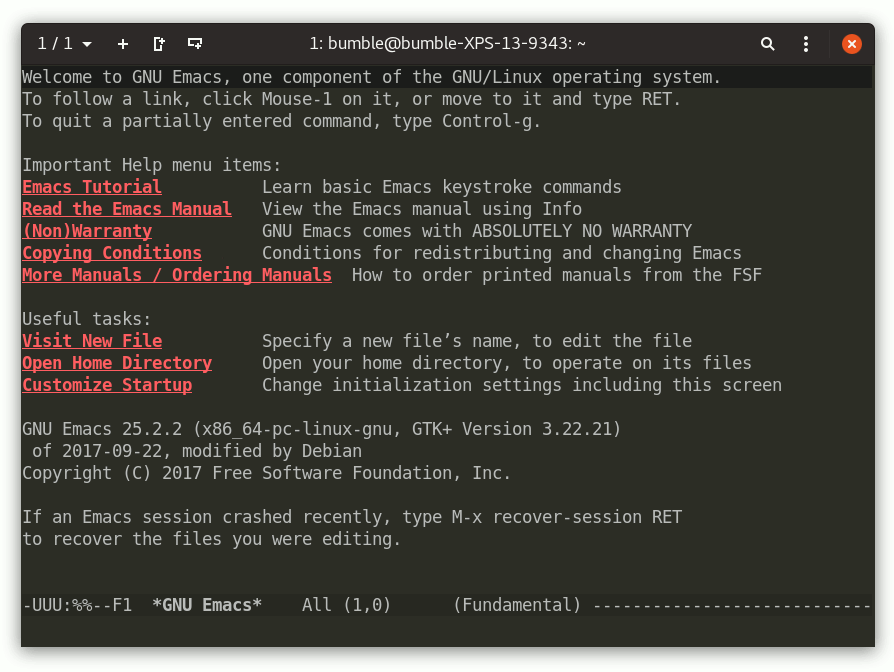 1 / 1
1: bumble@bumble-XPS-13-9343: ~
Welcome to GNU Emacs, one component of the GNU/Linux operating system.
To follow a link, click Mouse-1 on it, or move to it and type RET.
To quit a partially entered command, type Control-g.
Important Help menu items:
Emacs Tutorial Learn basic Emacs keystroke commands
Read the Emacs Manual View the Emacs manual using Info
(Non)Warranty GNU Emacs comes with ABSOLUTELY NO WARRANTY
Copying Conditions Conditions for redistributing and changing Emacs
More Manuals / Ordering Manuals How to order printed manuals from the FSF
Useful tasks:
Visit New File Specify a new file’s name, to edit the file
Open Home Directory Open your home directory, to operate on its files
Customize Startup Change initialization settings including this screen
GNU Emacs 25.2.2 (x86_64-pc-linux-gnu, GTK+ Version 3.22.21)
of 2017-09-22, modified by Debian
Copyright (C) 2017 Free Software Foundation, Inc.
If an Emacs session crashed recently, type M-x recover-session RET
to recover the files you were editing.
-UUU:%%--F1 *GNU Emacs* All (1,0) (Fundamental) ----------------------------